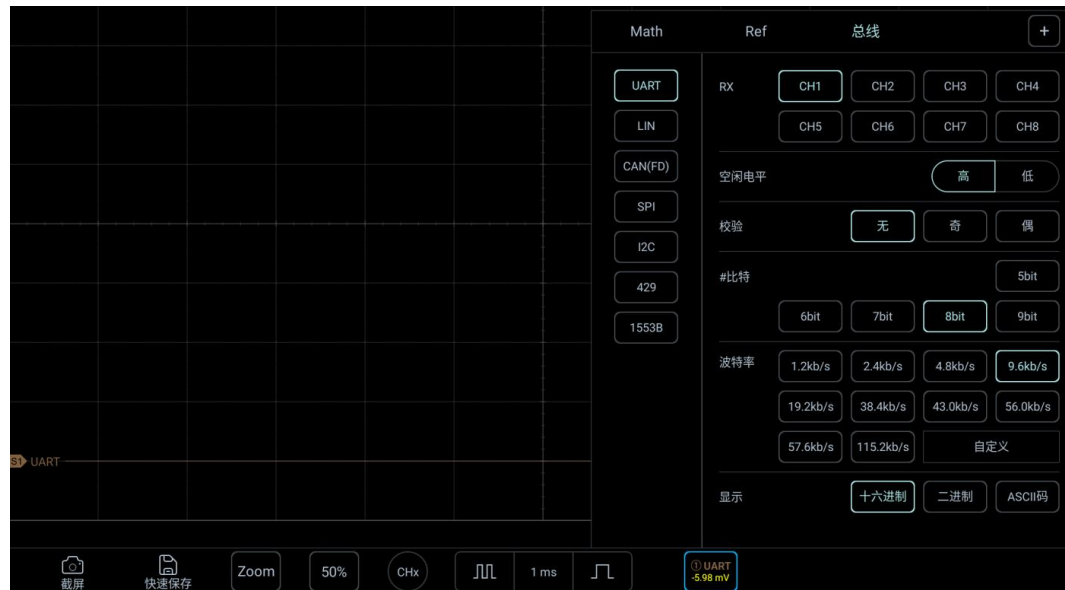 Math Ref 总线 +
UART RX CH1 CH2 CH3 CH4
LIN CH5 CH6 CH7 CH8
CAN(FD) 空闲电平 高 低
SPI
校验 无 奇 偶
I2C
#比特 5bit
429
6bit 7bit 8bit 9bit
1553B
波特率 1.2kb/s 2.4kb/s 4.8kb/s 9.6kb/s
19.2kb/s 38.4kb/s 43.0kb/s 56.0kb/s
57.6kb/s 115.2kb/s 自定义
S1 UART
显示 十六进制 二进制 ASCII码
截屏 快速保存 Zoom 50% CHx 1 ms ① UART
-5.98 mV